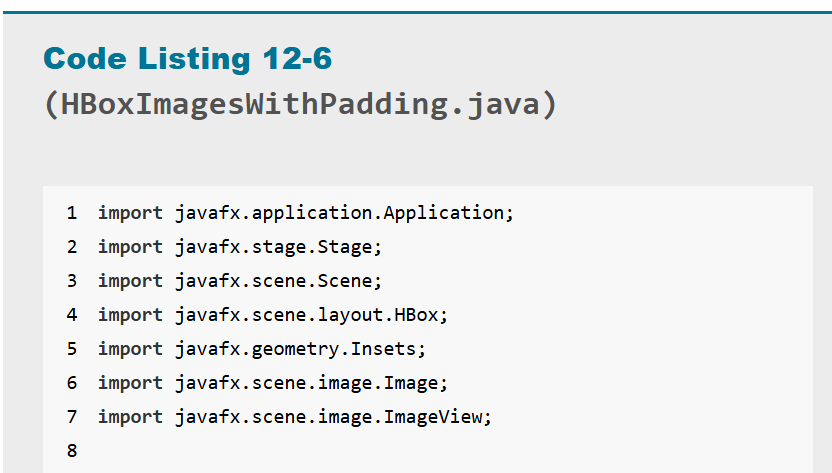 Code Listing 12-6
(HBoxImagesWithPadding.java)
1 import javafx.application.Application;
2 import javafx.stage.Stage;
3 import javafx.scene.Scene;
4 import javafx.scene.layout.HBox;
5 import javafx.geometry.Insets;
6 import javafx.scene.image.Image;
7 import javafx.scene.image.ImageView;
8